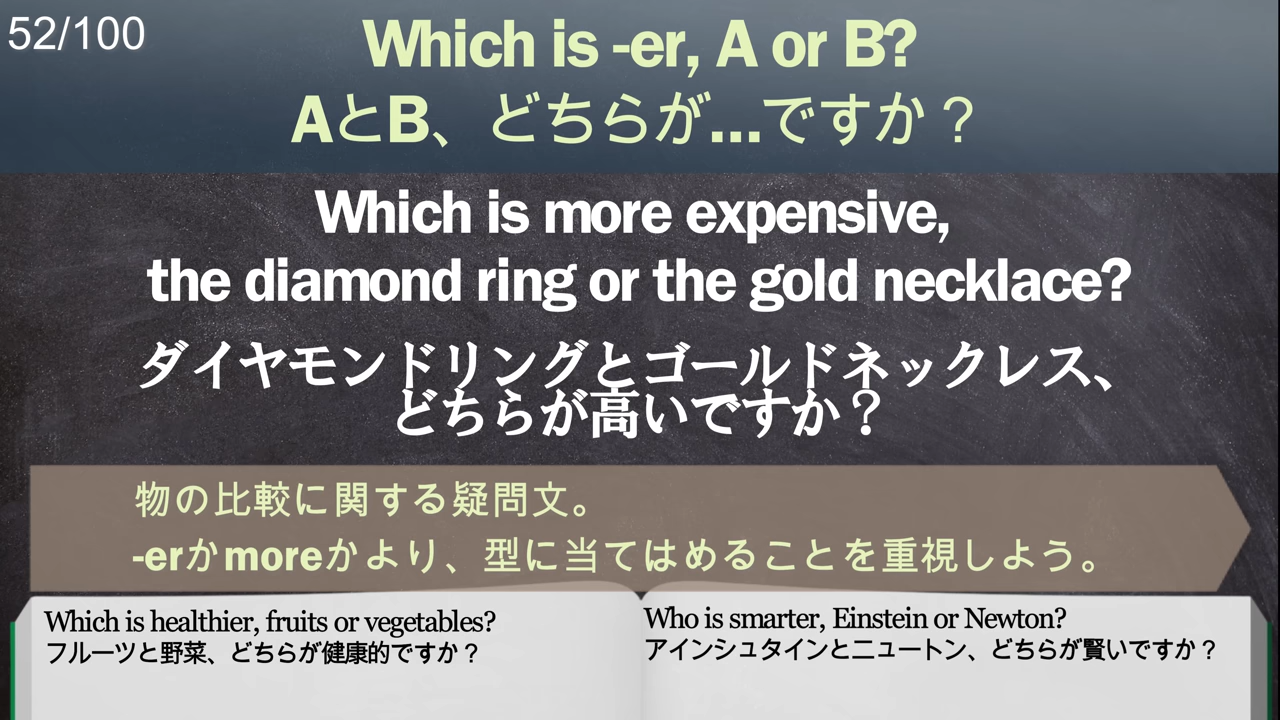 52/100
Which is -er, A or B?
AとB、どちらが...ですか？
Which is more expensive,
the diamond ring or the gold necklace?
ダイヤモンドリングとゴールドネックレス、
どちらが高いですか？
物の比較に関する疑問文。
-erかmoreかより、型に当てはめることを重視しよう。
Which is healthier, fruits or vegetables?
フルーツと野菜、どちらが健康的ですか？
Who is smarter, Einstein or Newton?
アインシュタインとニュートン、どちらが賢いですか？